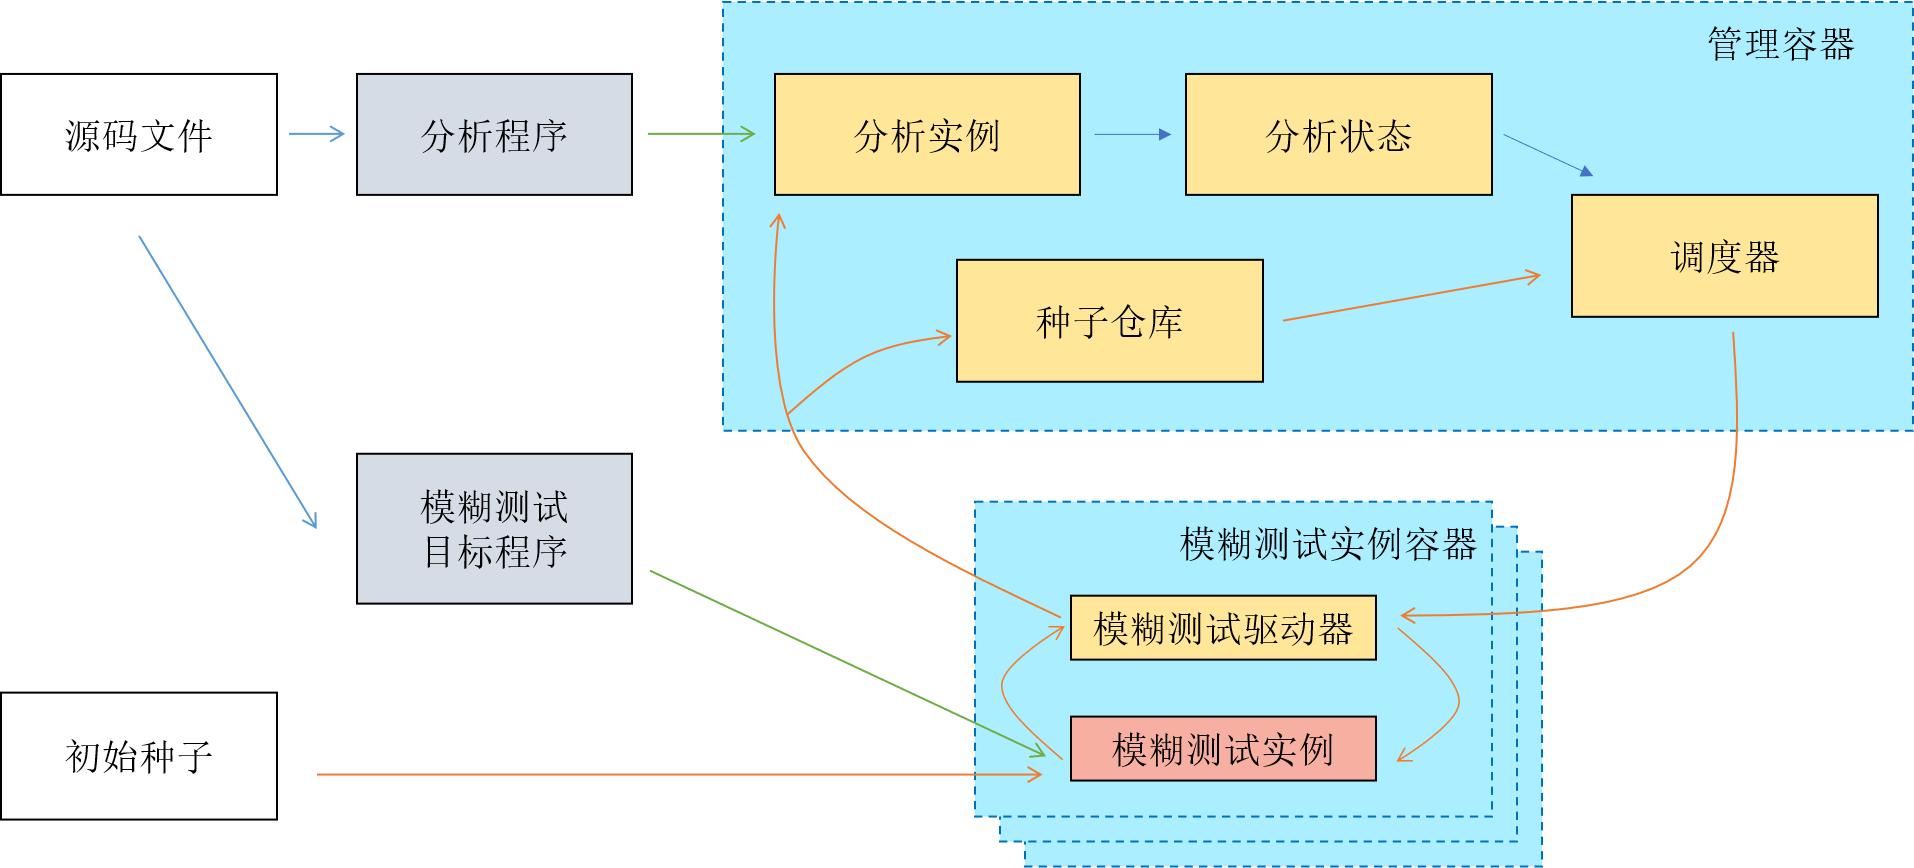 管理容器
源码文件
分析程序
分析实例
分析状态
调度器
种子仓库
模糊测试
目标程序
模糊测试实例容器
模糊测试驱动器
模糊测试实例
初始种子